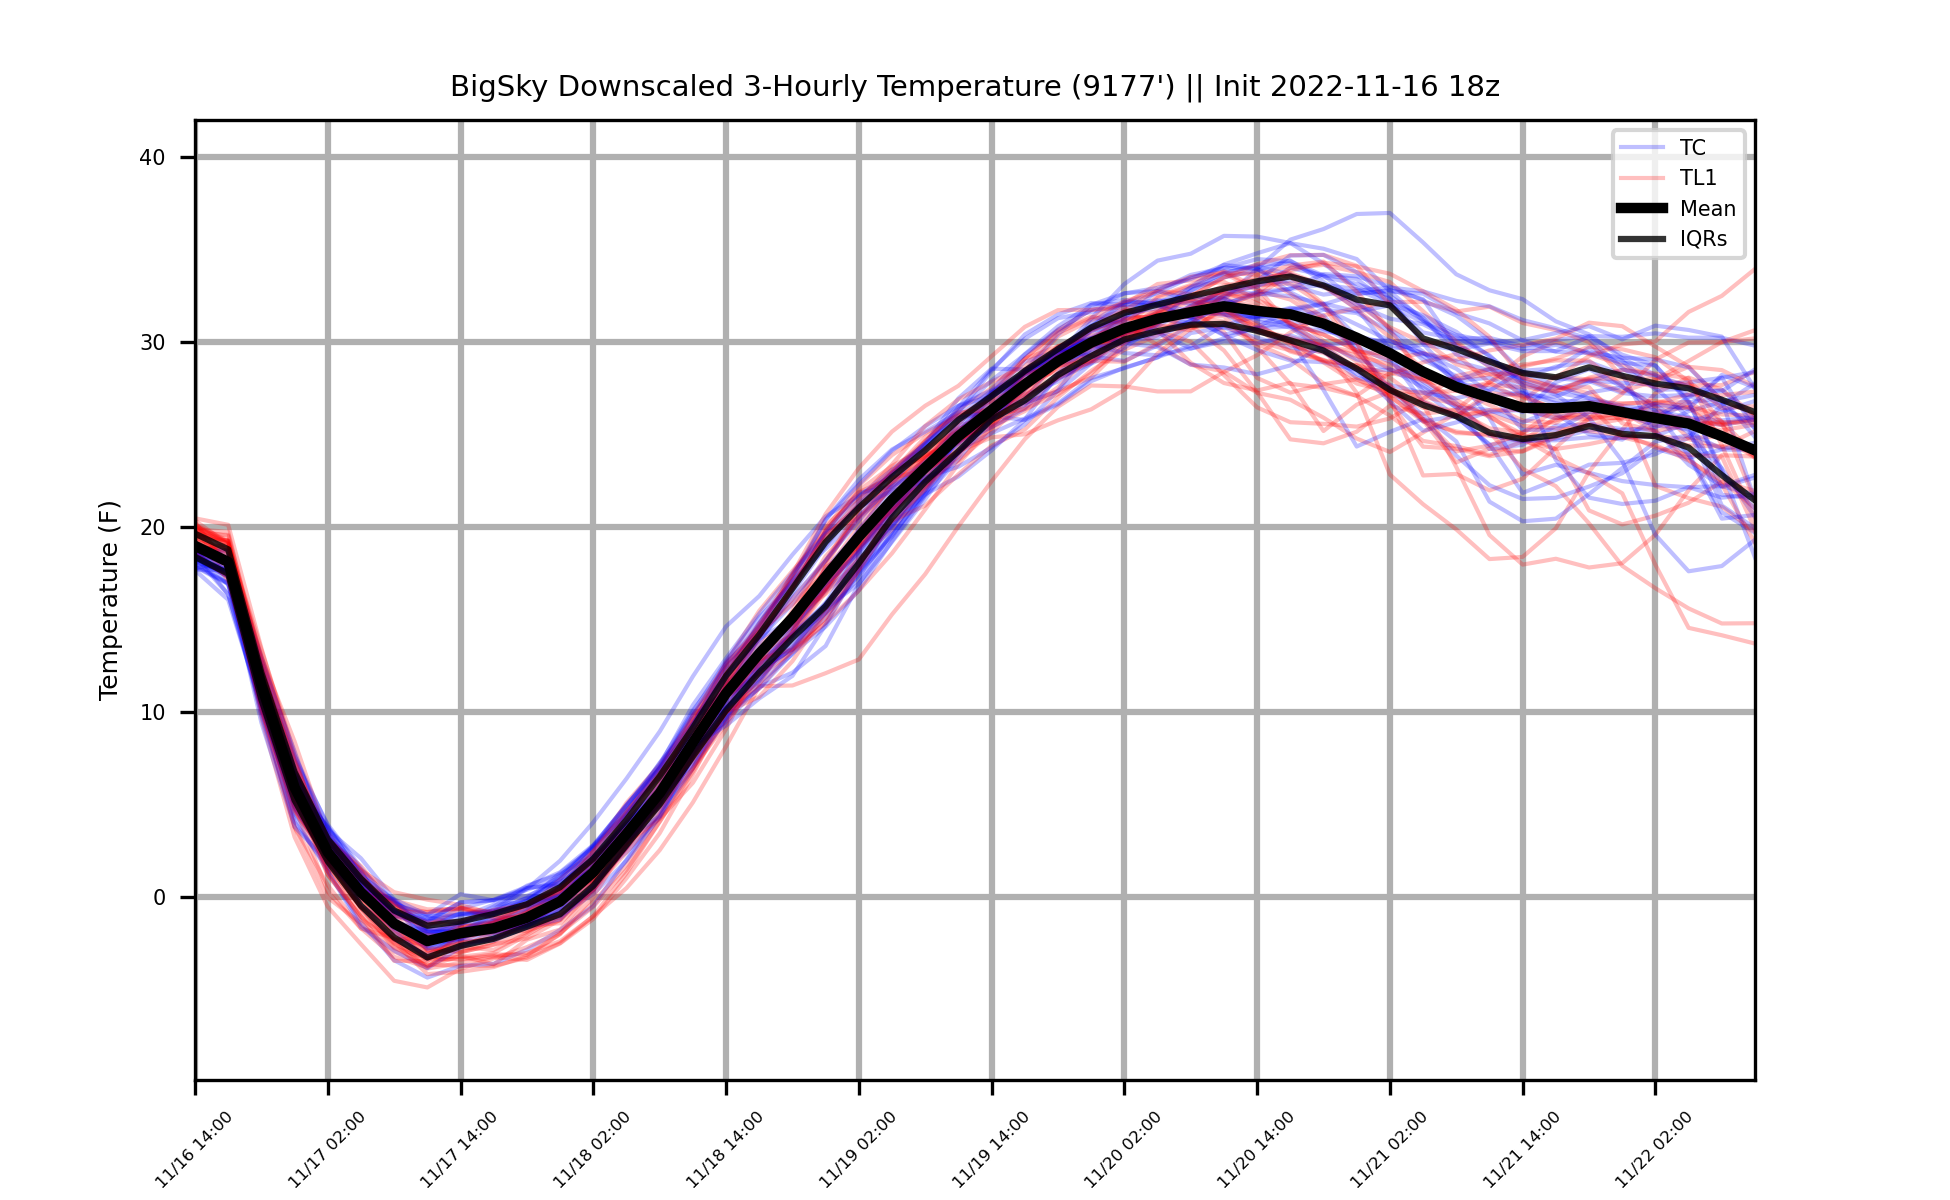 BigSky Downscaled 3-Hourly Temperature (9177') || Init 2022-11-16 18z
TC
TL1
Mean
IQRs
Temperature (F)
40
30
20
10
0
11/16 14:00
11/17 02:00
11/17 14:00
11/18 02:00
11/18 14:00
11/19 02:00
11/19 14:00
11/20 02:00
11/20 14:00
11/21 02:00
11/21 14:00
11/22 02:00